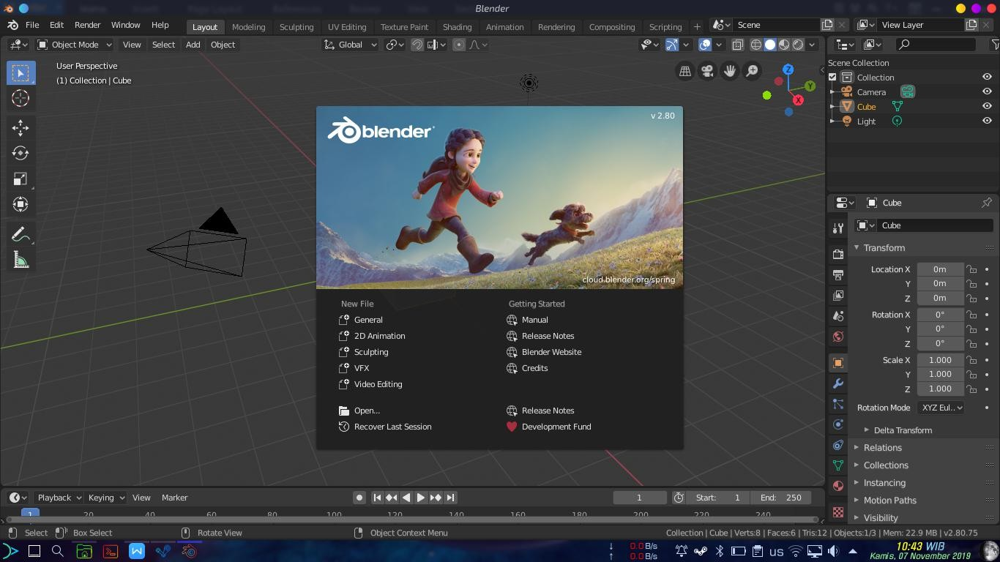 Blender
File Edit Render Window Help Layout Modeling Sculpting UV Editing Texture Paint Shading Animation Rendering Compositing Scripting + Scene View Layer
Object Mode View Select Add Object Global
User Perspective
(1) Collection | Cube
Z
Y
X
Scene Collection
Collection
Camera
Cube
Light
blender
v 2.80
cloud.blender.org/spring
New File
General
2D Animation
Sculpting
VFX
Video Editing
Open...
Recover Last Session
Getting Started
Manual
Release Notes
Blender Website
Credits
Release Notes
Development Fund
Cube
Cube
Transform
Location X 0m
Y 0m
Z 0m
Rotation X 0°
Y 0°
Z 0°
Scale X 1.000
Y 1.000
Z 1.000
Rotation Mode XYZ Eul..
Delta Transform
Relations
Collections
Instancing
Motion Paths
Visibility
Playback Keying View Marker 1 Start: 1 End: 250
1 20 40 60 80 100 120 140 160 180 200 220 240
Select Box Select Rotate View Object Context Menu Collection | Cube | Verts:8 | Faces:6 | Tris:12 | Objects:1/3 | Mem: 22.9 MB | v2.80.75
0.0 B/s
0.0 B/s
us
10:43 WIB
Kamis, 07 November 2019